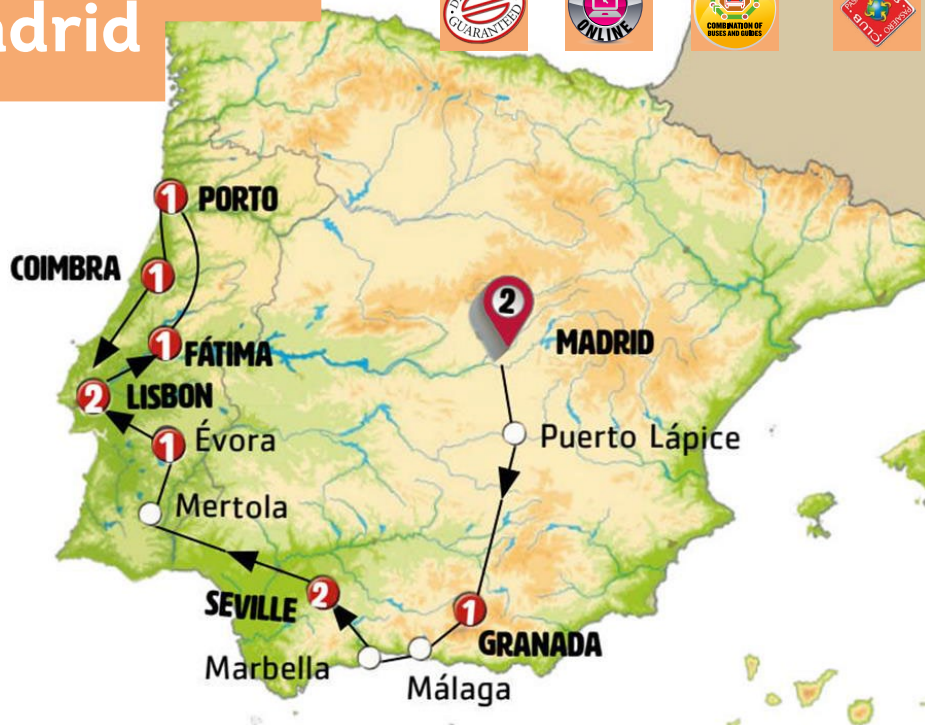 adrid
GUARANTEED
ONLINE
COMBINATION OF
BUSES AND GUIDES
CLUB
PASAJERO
1
PORTO
COIMBRA
1
2
MADRID
1
FÁTIMA
2
LISBON
1
Évora
Puerto Lápice
Mertola
SEVILLE
2
1
GRANADA
Marbella
Málaga